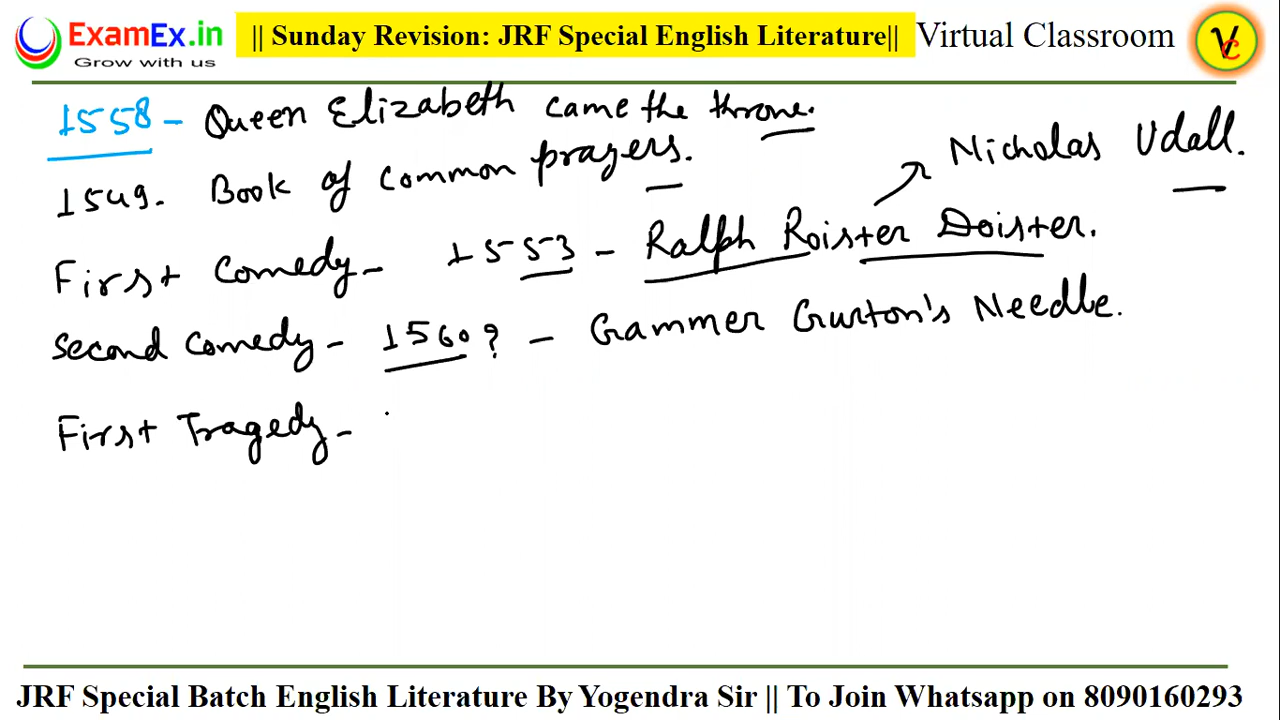 ExamEx.in
Grow with us
|| Sunday Revision: JRF Special English Literature||
Virtual Classroom
VC
1558 - Queen Elizabeth came the throne.
1549. Book of common prayers.
Nicholas Udall.
First Comedy - 1553 - Ralph Roister Doister.
Second Comedy - 1560? - Grammer Gurton's Needle.
First Tragedy -
JRF Special Batch English Literature By Yogendra Sir || To Join Whatsapp on 8090160293